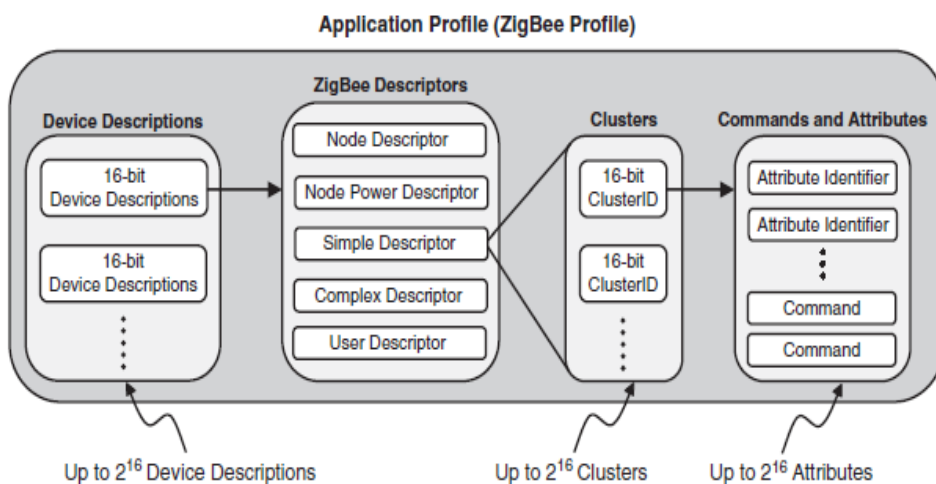 Application Profile (ZigBee Profile)
Device Descriptions
16-bit
Device Descriptions
16-bit
Device Descriptions
ZigBee Descriptors
Node Descriptor
Node Power Descriptor
Simple Descriptor
Complex Descriptor
User Descriptor
Clusters
16-bit
ClusterID
16-bit
ClusterID
Commands and Attributes
Attribute Identifier
Attribute Identifier
Command
Command
Up to 2¹⁶ Device Descriptions
Up to 2¹⁶ Clusters
Up to 2¹⁶ Attributes